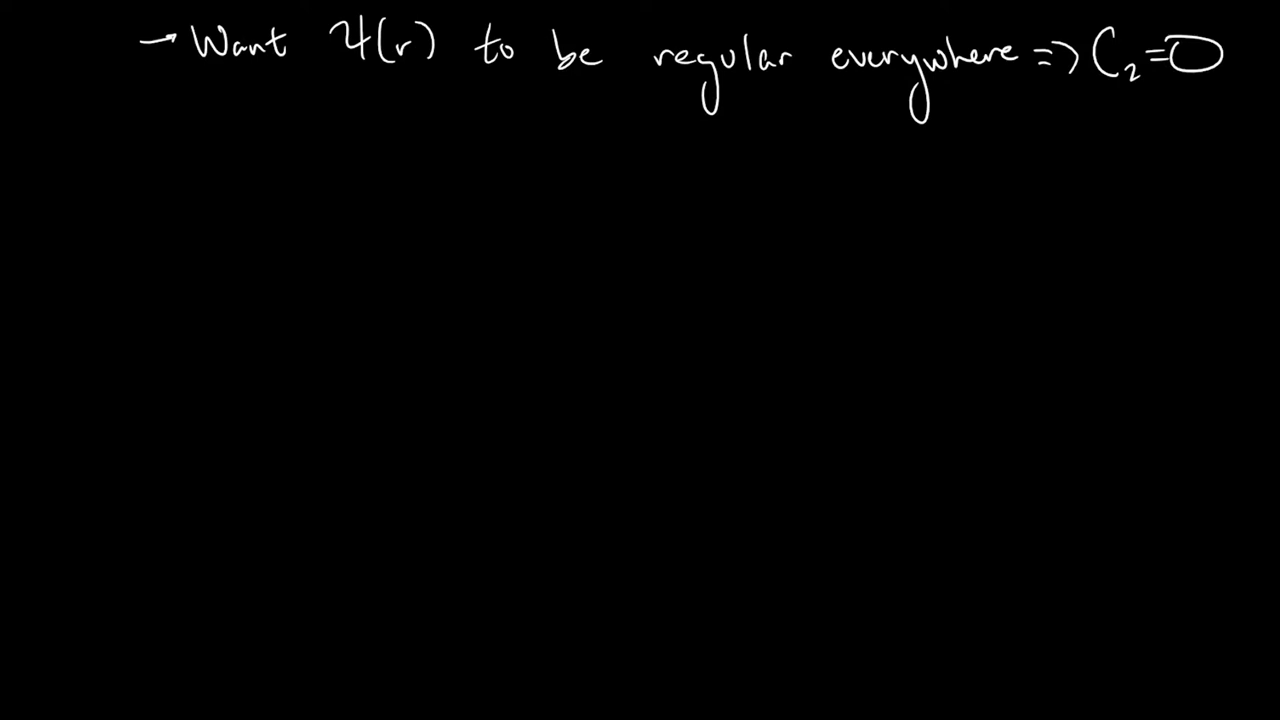 → Want Ψ(r) to be regular everywhere => C₂=0